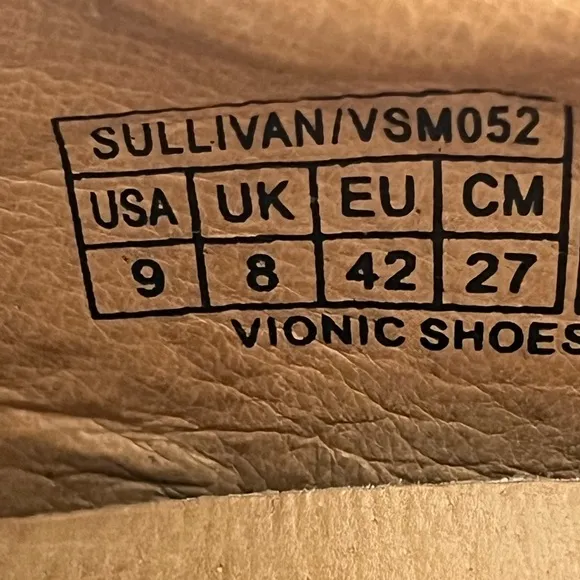 SULLIVAN/VSM052
USA UK EU CM
9 8 42 27
VIONIC SHOES